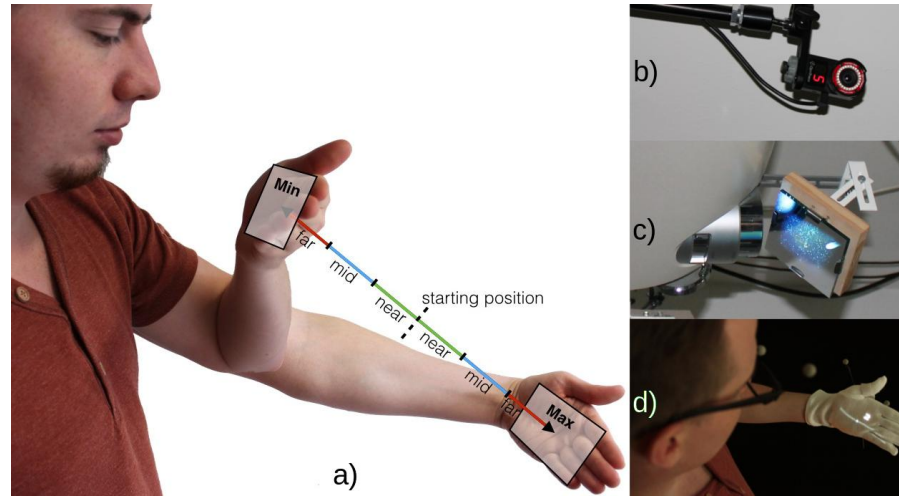 Min
far
mid
near
starting position
near
mid
far
Max
a)
b)
5
c)
d)